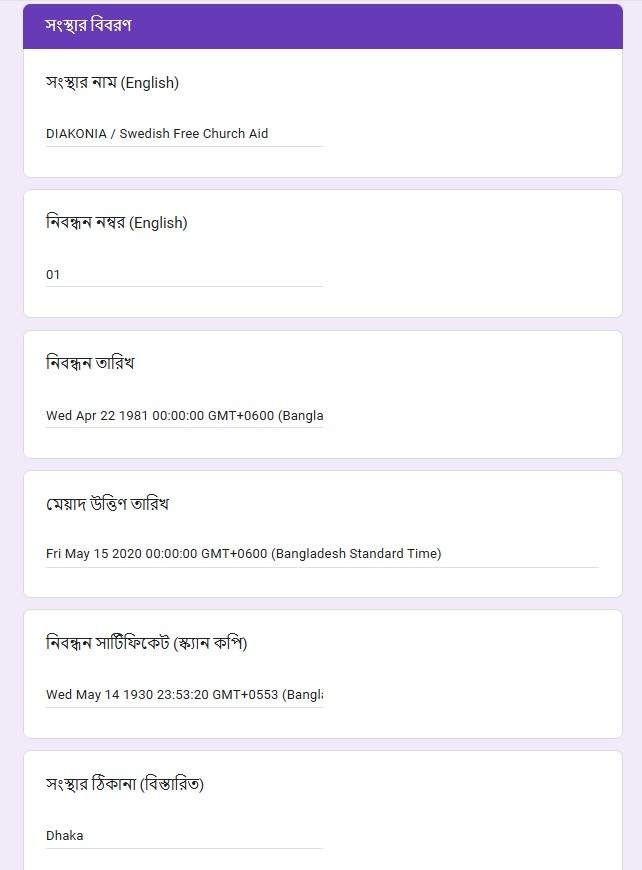 সংস্থার বিবরণ
সংস্থার নাম (English)
DIAKONIA / Swedish Free Church Aid
নিবন্ধন নম্বর (English)
01
নিবন্ধন তারিখ
Wed Apr 22 1981 00:00:00 GMT+0600 (Bangla
মেয়াদ উত্তিণ তারিখ
Fri May 15 2020 00:00:00 GMT+0600 (Bangladesh Standard Time)
নিবন্ধন সার্টিফিকেট (স্ক্যান কপি)
Wed May 14 1930 23:53:20 GMT+0553 (Bangl
সংস্থার ঠিকানা (বিস্তারিত)
Dhaka